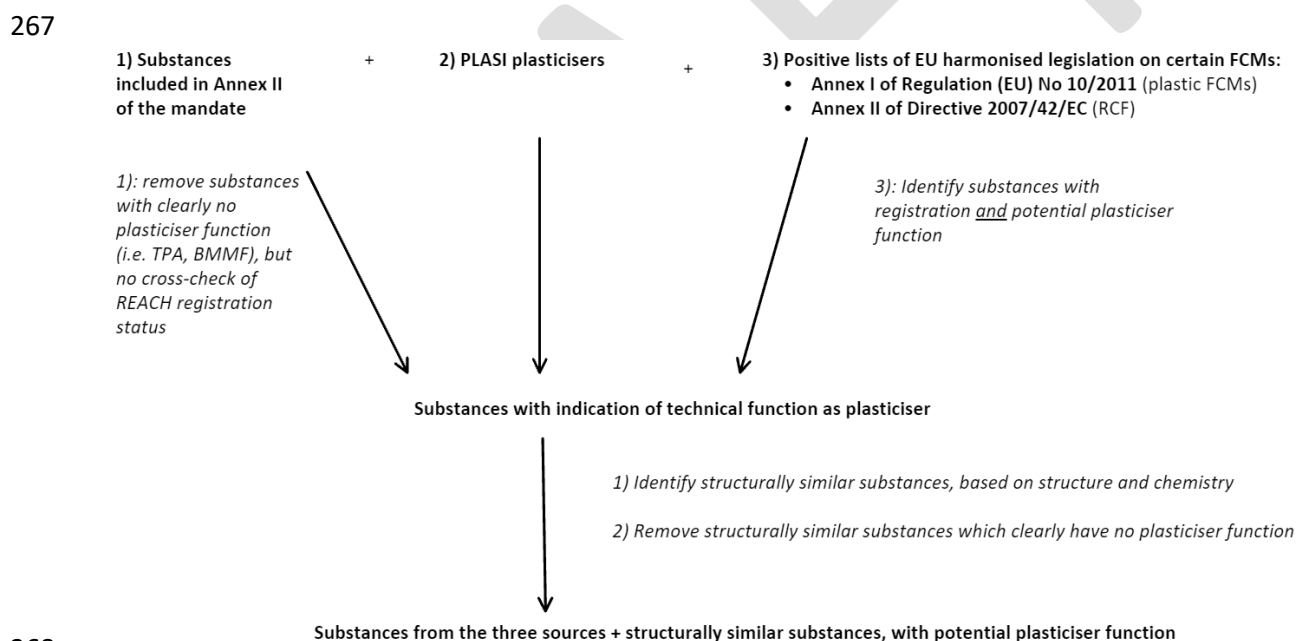 267
1) Substances
included in Annex II
of the mandate
+
2) PLASI plasticisers
+
3) Positive lists of EU harmonised legislation on certain FCMs:
• Annex I of Regulation (EU) No 10/2011 (plastic FCMs)
• Annex II of Directive 2007/42/EC (RCF)
1): remove substances
with clearly no
plasticiser function
(i.e. TPA, BMMF), but
no cross-check of
REACH registration
status
3): Identify substances with
registration and potential plasticiser
function
Substances with indication of technical function as plasticiser
1) Identify structurally similar substances, based on structure and chemistry
2) Remove structurally similar substances which clearly have no plasticiser function
Substances from the three sources + structurally similar substances, with potential plasticiser function